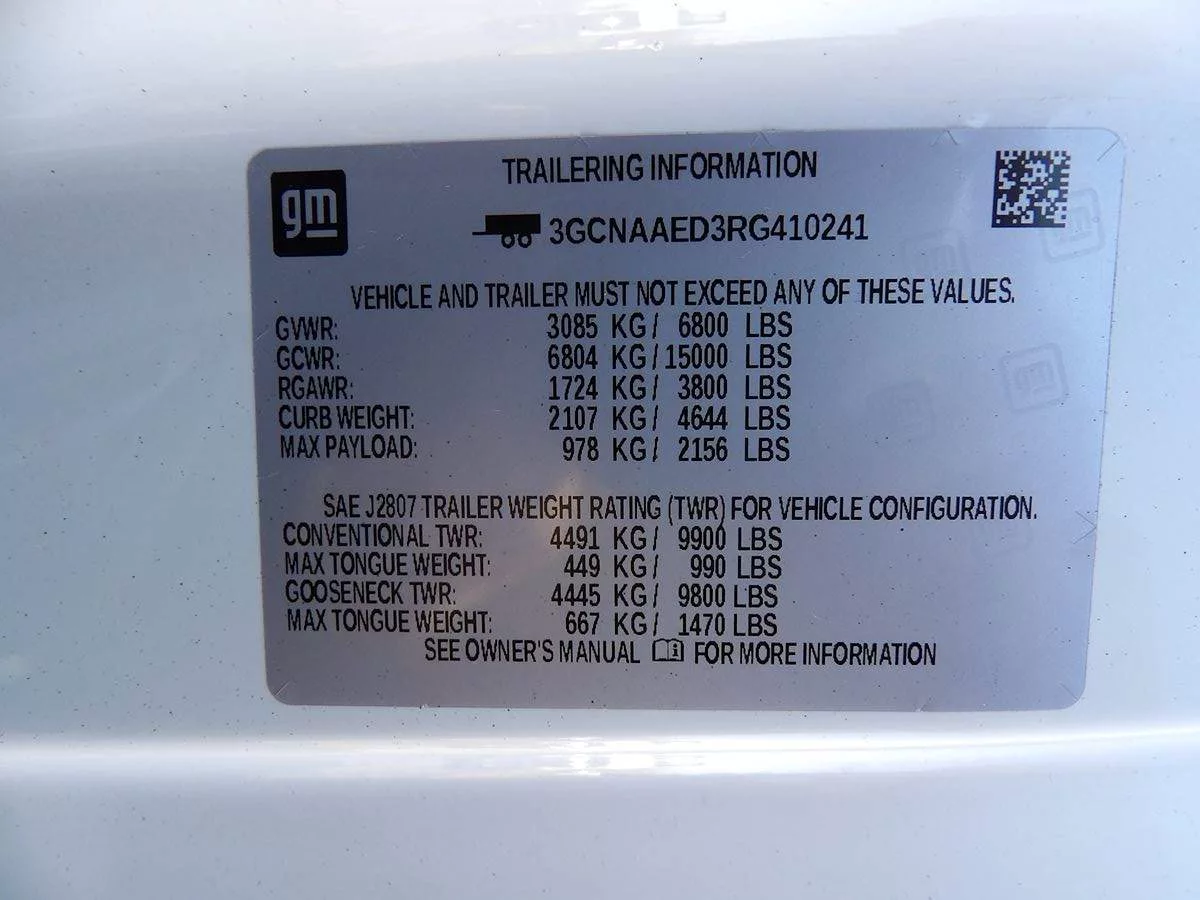 gm
TRAILERING INFORMATION
3GCNAAED3RG410241
VEHICLE AND TRAILER MUST NOT EXCEED ANY OF THESE VALUES.
GVWR: 3085 KG/ 6800 LBS
GCWR: 6804 KG/15000 LBS
RGAWR: 1724 KG/ 3800 LBS
CURB WEIGHT: 2107 KG/ 4644 LBS
MAX PAYLOAD: 978 KG/ 2156 LBS
SAE J2807 TRAILER WEIGHT RATING (TWR) FOR VEHICLE CONFIGURATION.
CONVENTIONAL TWR: 4491 KG/ 9900 LBS
MAX TONGUE WEIGHT: 449 KG/ 990 LBS
GOOSENECK TWR: 4445 KG/ 9800 LBS
MAX TONGUE WEIGHT: 667 KG/ 1470 LBS
SEE OWNER'S MANUAL FOR MORE INFORMATION